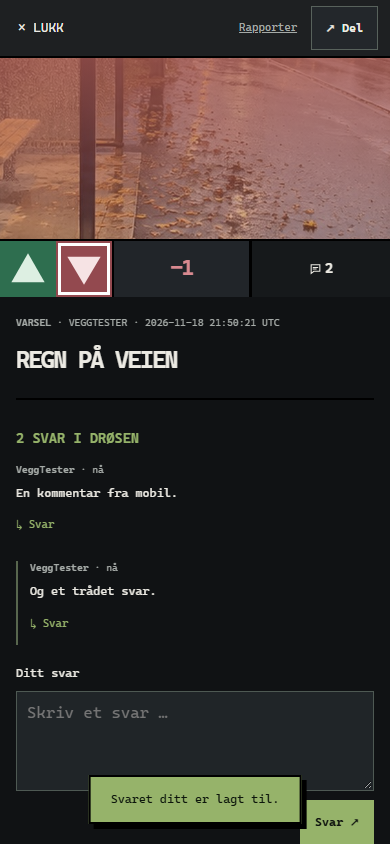 × LUKK
Rapporter
↗ Del
−1
2
VARSEL · VEGGTESTER · 2026-11-18 21:50:21 UTC
REGN PÅ VEIEN
2 SVAR I DRØSEN
VeggTester · nå
En kommentar fra mobil.
↳ Svar
VeggTester · nå
Og et trådet svar.
↳ Svar
Ditt svar
Skriv et svar …
Svaret ditt er lagt til.
Svar ↗